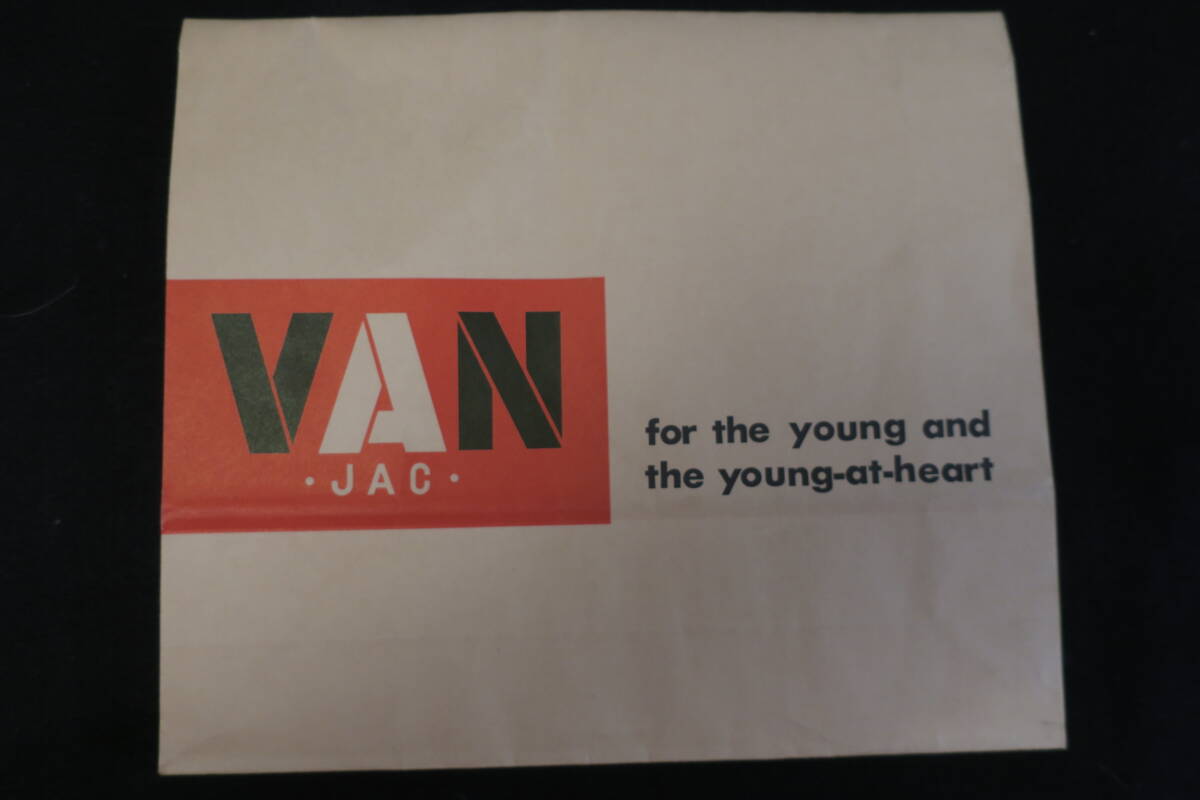 VAN
·JAC·
for the young and
the young-at-heart